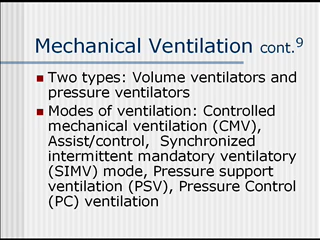 Mechanical Ventilation cont.9
Two types: Volume ventilators and
pressure ventilators
Modes of ventilation: Controlled
mechanical ventilation (CMV),
Assist/control, Synchronized
intermittent mandatory ventilatory
(SIMV) mode, Pressure support
ventilation (PSV), Pressure Control
(PC) ventilation